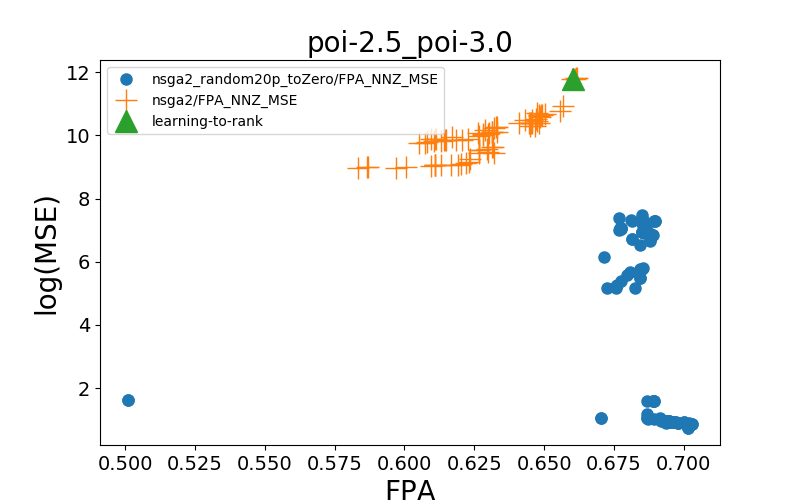 poi-2.5_poi-3.0
nsga2_random20p_toZero/FPA_NNZ_MSE
nsga2/FPA_NNZ_MSE
learning-to-rank
log(MSE)
12
10
8
6
4
2
0.500 0.525 0.550 0.575 0.600 0.625 0.650 0.675 0.700
FPA